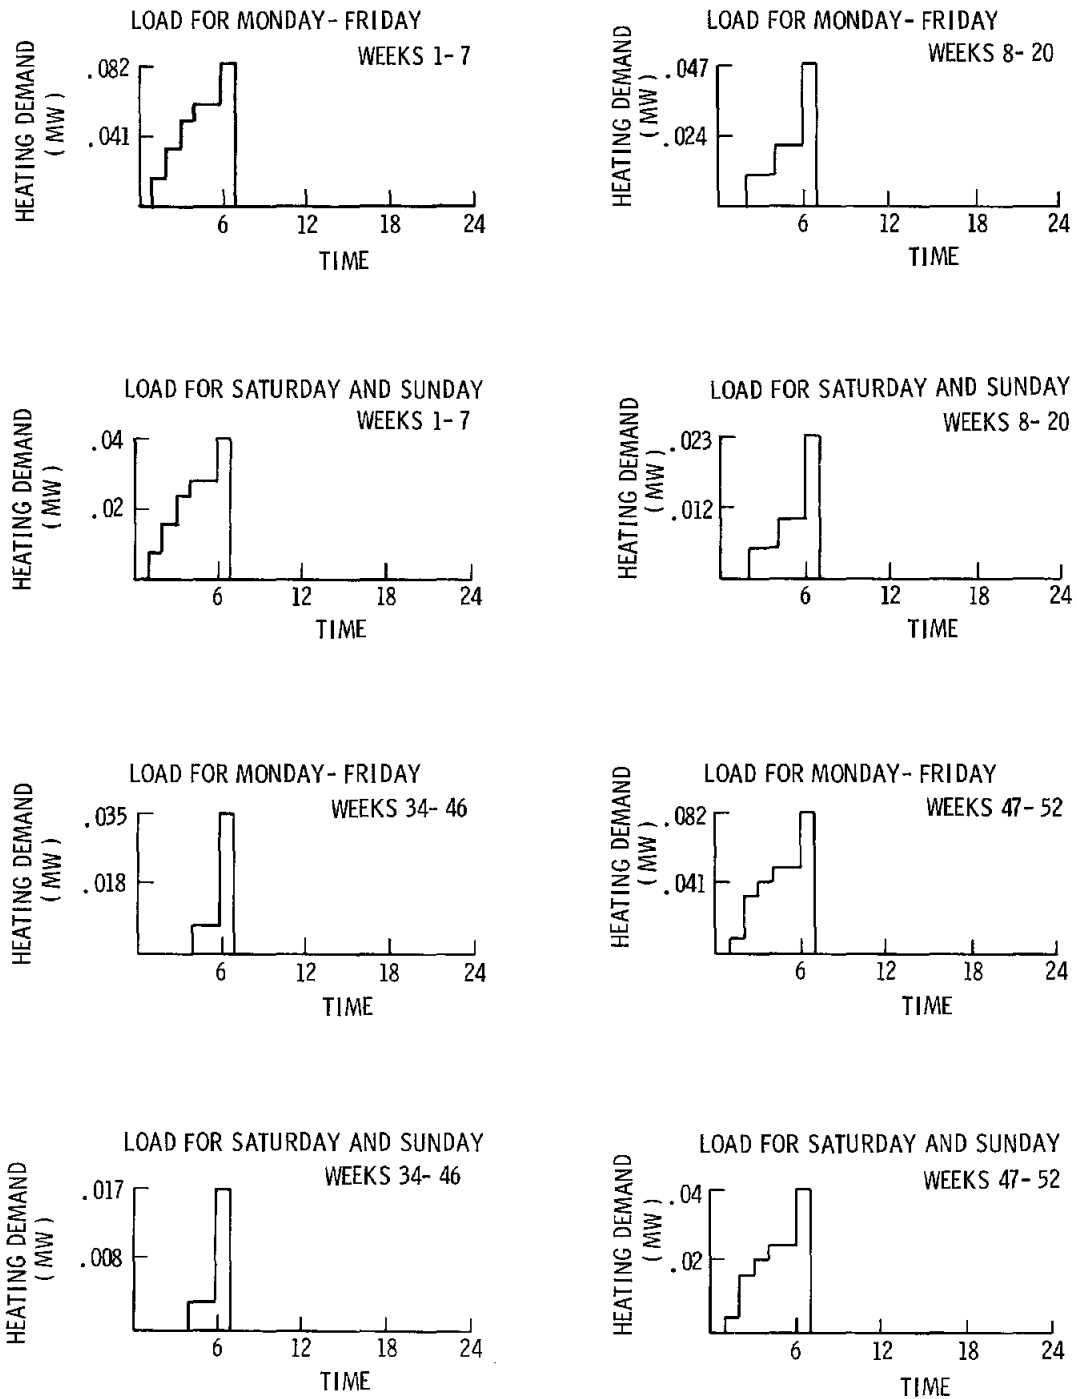 LOAD FOR MONDAY-FRIDAY
WEEKS 1-7
HEATING DEMAND
(MW)
.082
.041
6
12
18
24
TIME
LOAD FOR MONDAY-FRIDAY
WEEKS 8-20
HEATING DEMAND
(MW)
.047
.024
6
12
18
24
TIME
LOAD FOR SATURDAY AND SUNDAY
WEEKS 1-7
HEATING DEMAND
(MW)
.04
.02
6
12
18
24
TIME
LOAD FOR SATURDAY AND SUNDAY
WEEKS 8-20
HEATING DEMAND
(MW)
.023
.012
6
12
18
24
TIME
LOAD FOR MONDAY-FRIDAY
WEEKS 34-46
HEATING DEMAND
(MW)
.035
.018
6
12
18
24
TIME
LOAD FOR MONDAY-FRIDAY
WEEKS 47-52
HEATING DEMAND
(MW)
.082
.041
6
12
18
24
TIME
LOAD FOR SATURDAY AND SUNDAY
WEEKS 34-46
HEATING DEMAND
(MW)
.017
.008
6
12
18
24
TIME
LOAD FOR SATURDAY AND SUNDAY
WEEKS 47-52
HEATING DEMAND
(MW)
.04
.02
6
12
18
24
TIME